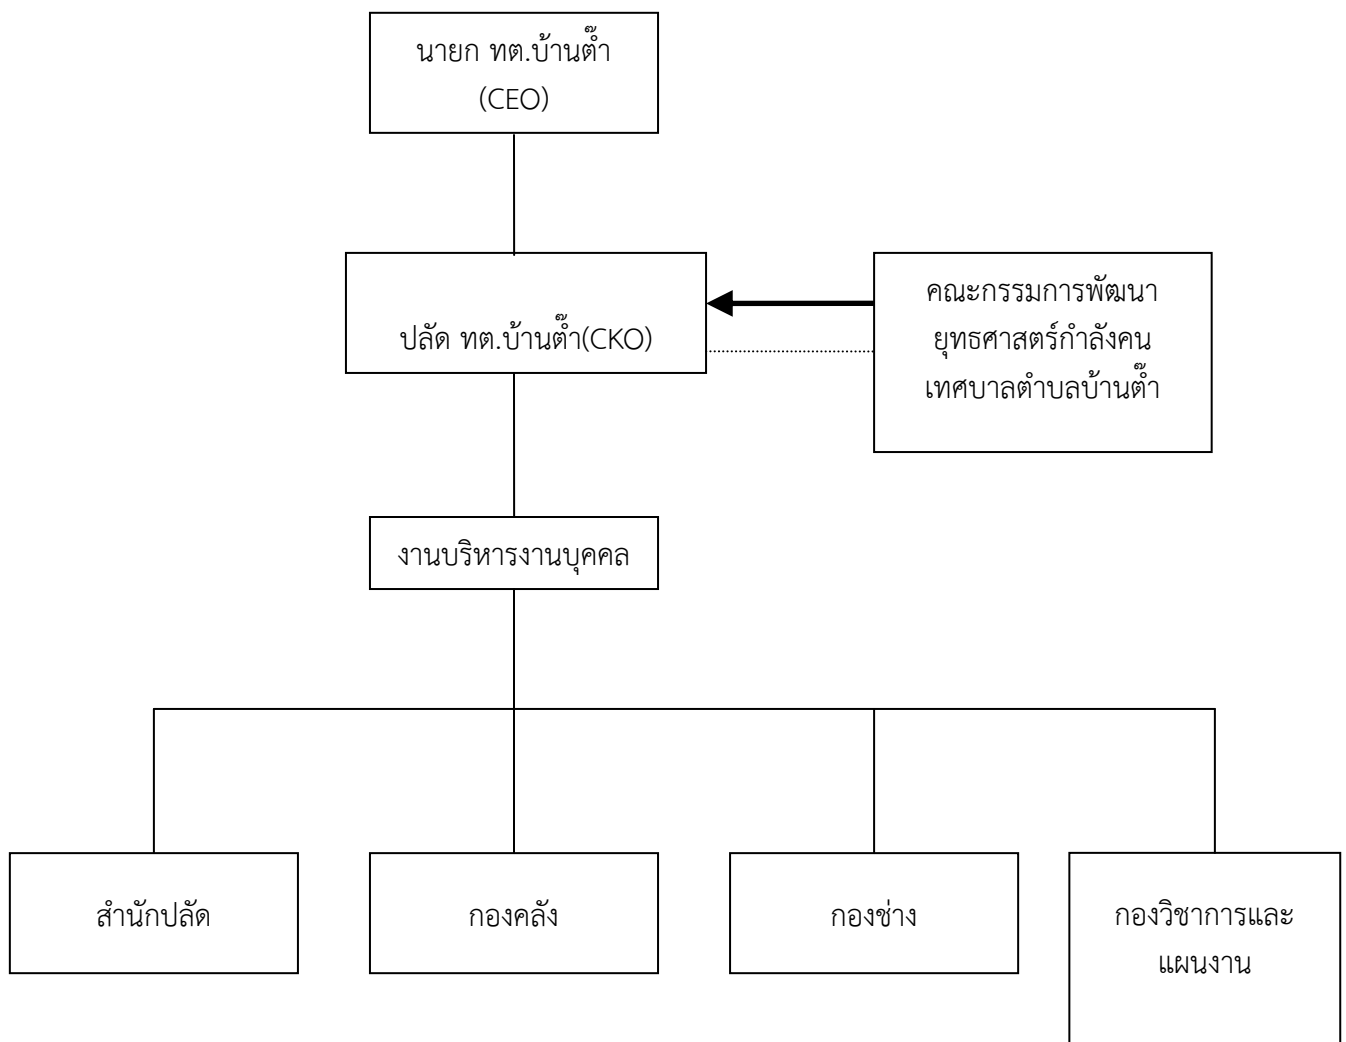 นายก ทต.บ้านต๊ำ
(CEO)
ปลัด ทต.บ้านต๊ำ(CKO)
คณะกรรมการพัฒนา
ยุทธศาสตร์กำลังคน
เทศบาลตำบลบ้านต๊ำ
งานบริหารงานบุคคล
สำนักปลัด
กองคลัง
กองช่าง
กองวิชาการและ
แผนงาน